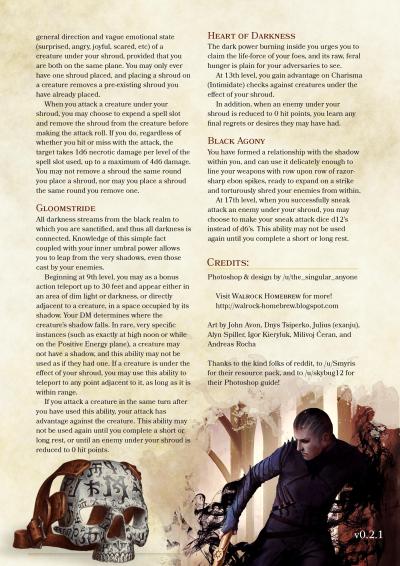 general direction and vague emotional state
(surprised, angry, joyful, scared, etc) of a
creature under your shroud, provided that you
are both on the same plane. You may only ever
have one shroud placed, and placing a shroud on
a creature removes a pre-existing shroud you
have already placed.
When you attack a creature under your
shroud, you may choose to expend a spell slot
and remove the shroud from the creature before
making the attack roll. If you do, regardless of
whether you hit or miss with the attack, the
target takes 1d6 necrotic damage per level of the
spell slot used, up to a maximum of 4d6 damage.
You may not remove a shroud the same round
you place a shroud, nor may you place a shroud
the same round you remove one.
Gloomstride
All darkness streams from the black realm to
which you are sanctified, and thus all darkness is
connected. Knowledge of this simple fact
coupled with your inner umbral power allows
you to leap from the very shadows, even those
cast by your enemies.
Beginning at 9th level, you may as a bonus
action teleport up to 30 feet and appear either in
an area of dim light or darkness, or directly
adjacent to a creature, in a space occupied by its
shadow. Your DM determines where the
creature's shadow falls. In rare, very specific
instances (such as exactly at high noon or while
on the Positive Energy plane), a creature may
not have a shadow, and this ability may not be
used as if they had one. If a creature is under the
effect of your shroud, you may use this ability to
teleport to any point adjacent to it, as long as it is
within range.
If you attack a creature in the same turn after
you have used this ability, your attack has
advantage against the creature. This ability may
not be used again until you complete a short or
long rest, or until an enemy under your shroud is
reduced to 0 hit points.
Heart of Darkness
The dark power burning inside you urges you to
claim the life-force of your foes, and its raw, feral
hunger is plain for your adversaries to see.
At 13th level, you gain advantage on Charisma
(Intimidate) checks against creatures under the
effect of your shroud.
In addition, when an enemy under your
shroud is reduced to 0 hit points, you learn any
final regrets or desires they may have had.
Black Agony
You have formed a relationship with the shadow
within you, and can use it delicately enough to
line your weapons with row upon row of razor-
sharp ebon spikes, ready to expand on a strike
and torturously shred your enemies from within.
At 17th level, when you successfully sneak
attack an enemy under your shroud, you may
choose to make your sneak attack dice d12's
instead of d6's. This ability may not be used
again until you complete a short or long rest.
Credits:
Photoshop & design by /u/the_singular_anyone
Visit Walrock Homebrew for more!
http://walrock-homebrew.blogspot.com
Art by John Avon, Dnys Tsiperko, Julius (exanju),
Alyn Spiller, Igor Kieryluk, Milivoj Ćeran, and
Andreas Rocha
Thanks to the kind folks of reddit, to /u/Smyris
for their resource pack, and to /u/skybug12 for
their Photoshop guide!
v0.2.1